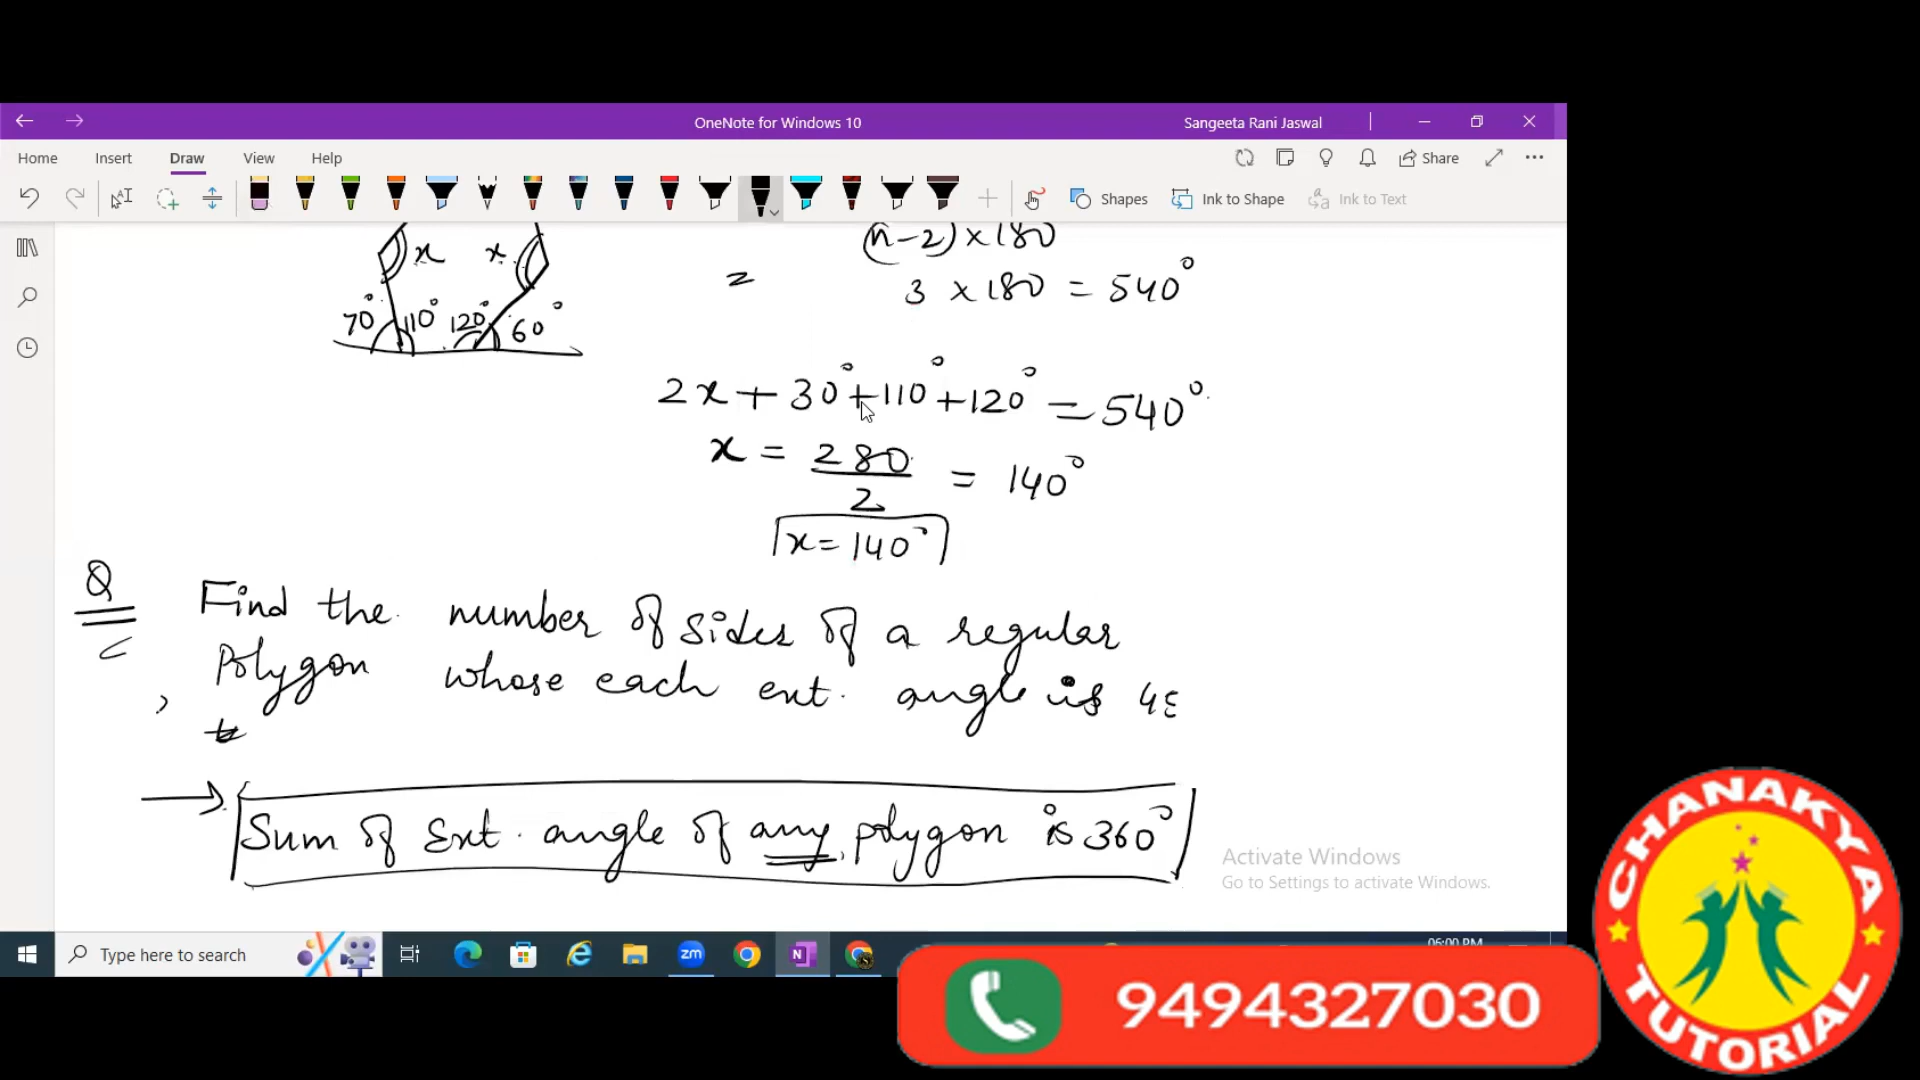 OneNote for Windows 10
Sangeeta Rani Jaswal
Home Insert Draw View Help
Share
Shapes
Ink to Shape
Ink to Text
x x
(n-2)×180
=
3 ×180 = 540°
70° 110° 120° 60°
2x + 30° + 110° + 120° = 540°
x = 280
2
= 140°
x = 140°
Q
Find the number of sides of a regular
Polygon whose each ext. angle is 45
→ Sum of Ext. angle of any polygon is 360°
Activate Windows
Go to Settings to activate Windows.
Type here to search
zm
06:00 PM
9494327030
CHANAKYA
TUTORIAL